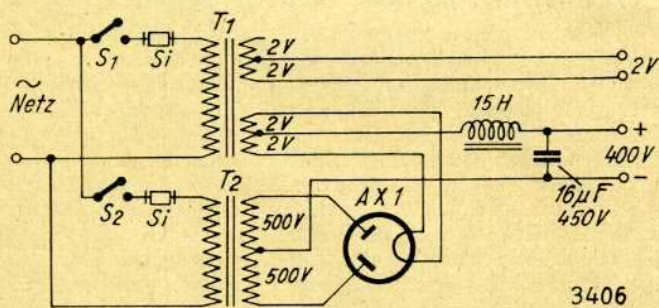 T1
S1
Si
2V
2V
2V
~
Netz
15H
2V
2V
+
400V
-
T2
AX1
S2
Si
500V
500V
16µF
450V
3406